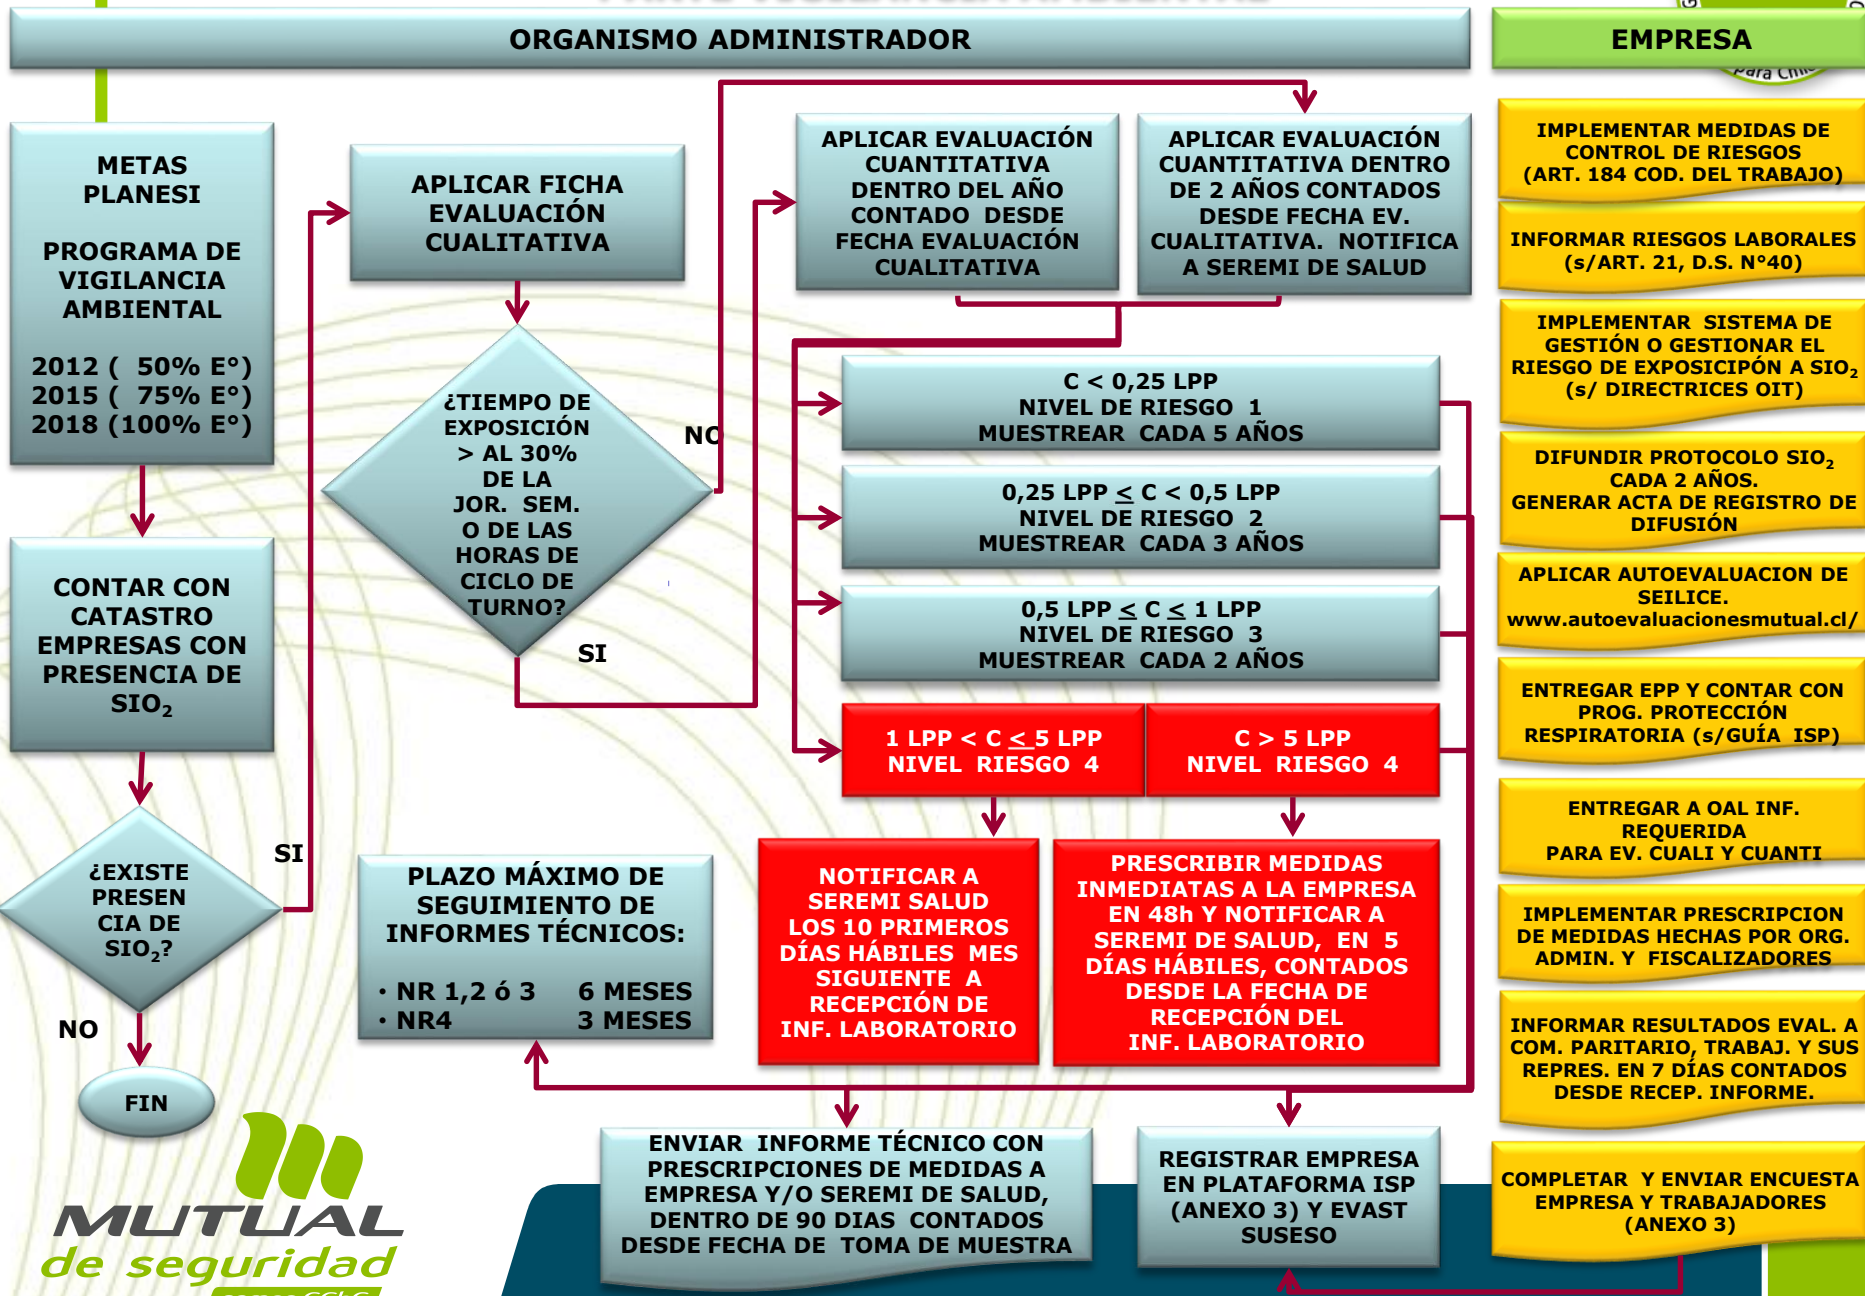 ORGANISMO ADMINISTRADOR
EMPRESA
para Chile
METAS
PLANESI
PROGRAMA DE
VIGILANCIA
AMBIENTAL
2012 ( 50% E°)
2015 ( 75% E°)
2018 (100% E°)
CONTAR CON
CATASTRO
EMPRESAS CON
PRESENCIA DE
SIO₂
¿EXISTE
PRESEN
CIA DE
SIO₂?
SI
NO
FIN
APLICAR FICHA
EVALUACIÓN
CUALITATIVA
¿TIEMPO DE
EXPOSICIÓN
> AL 30%
DE LA
JOR. SEM.
O DE LAS
HORAS DE
CICLO DE
TURNO?
NO
SI
APLICAR EVALUACIÓN
CUANTITATIVA
DENTRO DEL AÑO
CONTADO DESDE
FECHA EVALUACIÓN
CUALITATIVA
APLICAR EVALUACIÓN
CUANTITATIVA DENTRO
DE 2 AÑOS CONTADOS
DESDE FECHA EV.
CUALITATIVA. NOTIFICA
A SEREMI DE SALUD
C < 0,25 LPP
NIVEL DE RIESGO 1
MUESTREAR CADA 5 AÑOS
0,25 LPP ≤ C < 0,5 LPP
NIVEL DE RIESGO 2
MUESTREAR CADA 3 AÑOS
0,5 LPP ≤ C ≤ 1 LPP
NIVEL DE RIESGO 3
MUESTREAR CADA 2 AÑOS
1 LPP < C ≤ 5 LPP
NIVEL RIESGO 4
C > 5 LPP
NIVEL RIESGO 4
NOTIFICAR A
SEREMI SALUD
LOS 10 PRIMEROS
DÍAS HÁBILES MES
SIGUIENTE A
RECEPCIÓN DE
INF. LABORATORIO
PRESCRIBIR MEDIDAS
INMEDIATAS A LA EMPRESA
EN 48h Y NOTIFICAR A
SEREMI DE SALUD, EN 5
DÍAS HÁBILES, CONTADOS
DESDE LA FECHA DE
RECEPCIÓN DEL
INF. LABORATORIO
PLAZO MÁXIMO DE
SEGUIMIENTO DE
INFORMES TÉCNICOS:
• NR 1,2 ó 3 6 MESES
• NR4 3 MESES
ENVIAR INFORME TÉCNICO CON
PRESCRIPCIONES DE MEDIDAS A
EMPRESA Y/O SEREMI DE SALUD,
DENTRO DE 90 DIAS CONTADOS
DESDE FECHA DE TOMA DE MUESTRA
REGISTRAR EMPRESA
EN PLATAFORMA ISP
(ANEXO 3) Y EVAST
SUSESO
IMPLEMENTAR MEDIDAS DE
CONTROL DE RIESGOS
(ART. 184 COD. DEL TRABAJO)
INFORMAR RIESGOS LABORALES
(s/ART. 21, D.S. N°40)
IMPLEMENTAR SISTEMA DE
GESTIÓN O GESTIONAR EL
RIESGO DE EXPOSICIPÓN A SIO₂
(s/ DIRECTRICES OIT)
DIFUNDIR PROTOCOLO SIO₂
CADA 2 AÑOS.
GENERAR ACTA DE REGISTRO DE
DIFUSIÓN
APLICAR AUTOEVALUACION DE
SEILICE.
www.autoevaluacionesmutual.cl/
ENTREGAR EPP Y CONTAR CON
PROG. PROTECCIÓN
RESPIRATORIA (s/GUÍA ISP)
ENTREGAR A OAL INF.
REQUERIDA
PARA EV. CUALI Y CUANTI
IMPLEMENTAR PRESCRIPCION
DE MEDIDAS HECHAS POR ORG.
ADMIN. Y FISCALIZADORES
INFORMAR RESULTADOS EVAL. A
COM. PARITARIO, TRABAJ. Y SUS
REPRES. EN 7 DÍAS CONTADOS
DESDE RECEP. INFORME.
COMPLETAR Y ENVIAR ENCUESTA
EMPRESA Y TRABAJADORES
(ANEXO 3)
MUTUAL
de seguridad